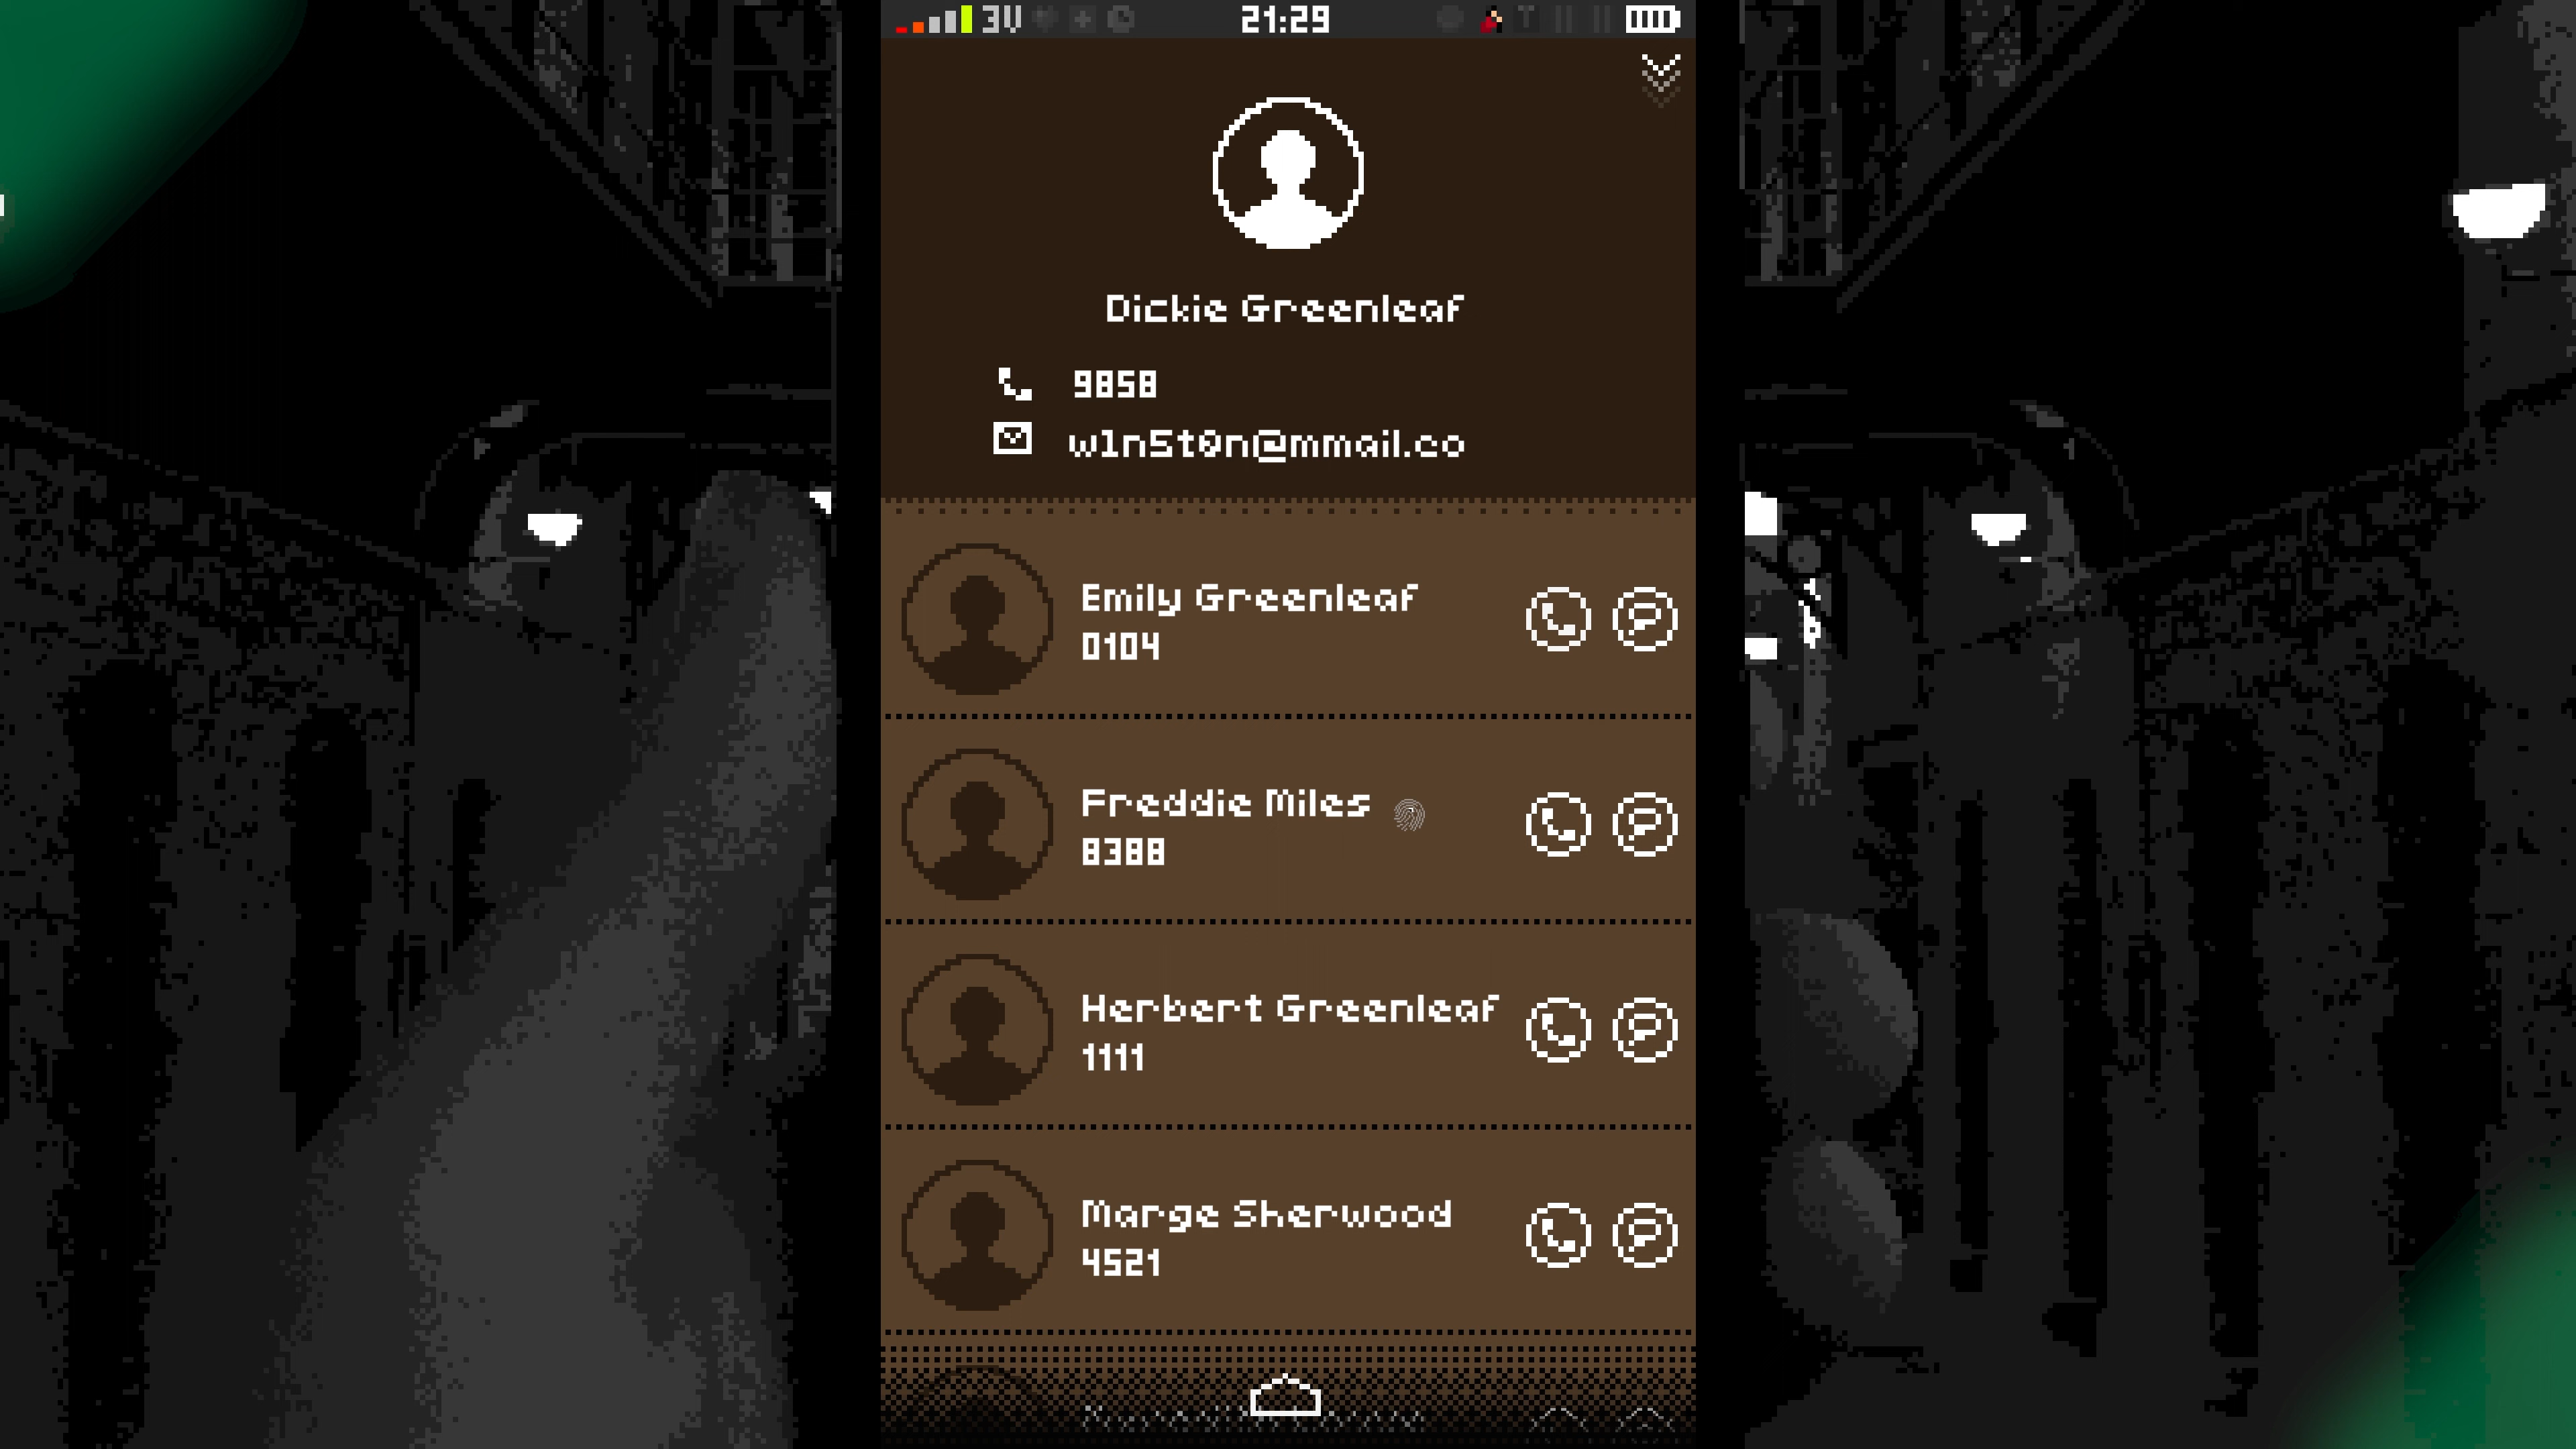 3V
21:29
Dickie Greenleaf
9858
w1n5t0n@mmail.co
Emily Greenleaf
0104
Freddie Miles
8388
Herbert Greenleaf
1111
Marge Sherwood
4521